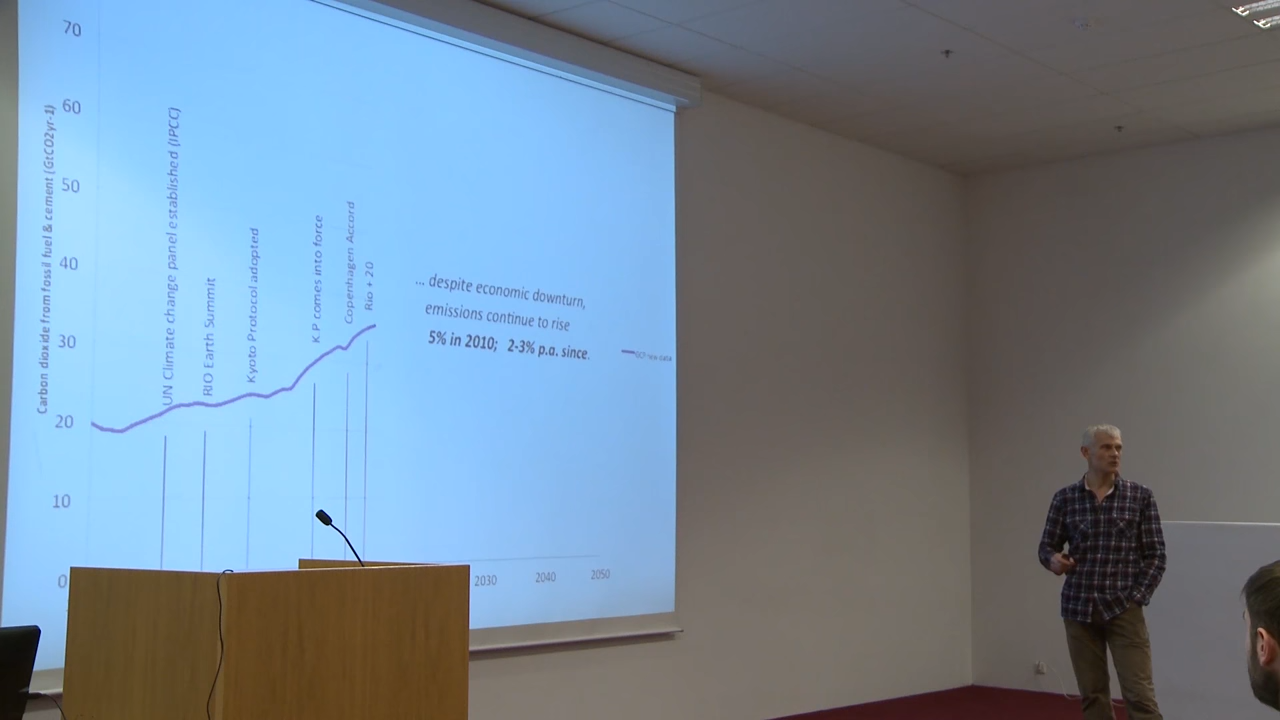 70
60
50
40
30
20
10
0
Carbon dioxide from fossil fuel & cement (GtCO2yr-1)
UN Climate change panel established (IPCC)
RIO Earth Summit
Kyoto Protocol adopted
K.P comes into force
Copenhagen Accord
Rio + 20
... despite economic downturn,
emissions continue to rise
5% in 2010; 2-3% p.a. since.
2030
2040
2050